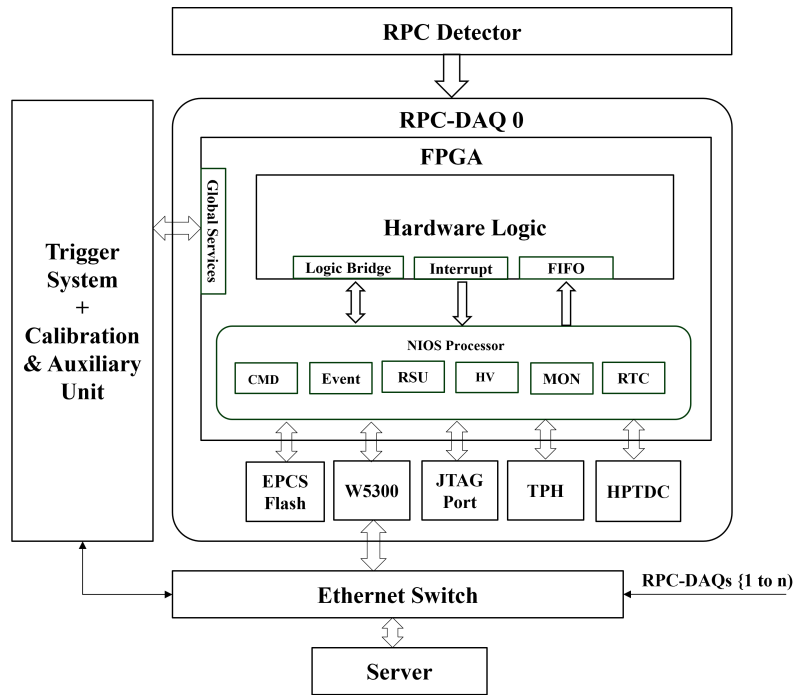 RPC Detector
RPC-DAQ 0
FPGA
Global Services
Hardware Logic
Logic Bridge
Interrupt
FIFO
Trigger
System
+
Calibration
& Auxiliary
Unit
NIOS Processor
CMD
Event
RSU
HV
MON
RTC
EPCS
Flash
W5300
JTAG
Port
TPH
HPTDC
RPC-DAQs {1 to n)
Ethernet Switch
Server